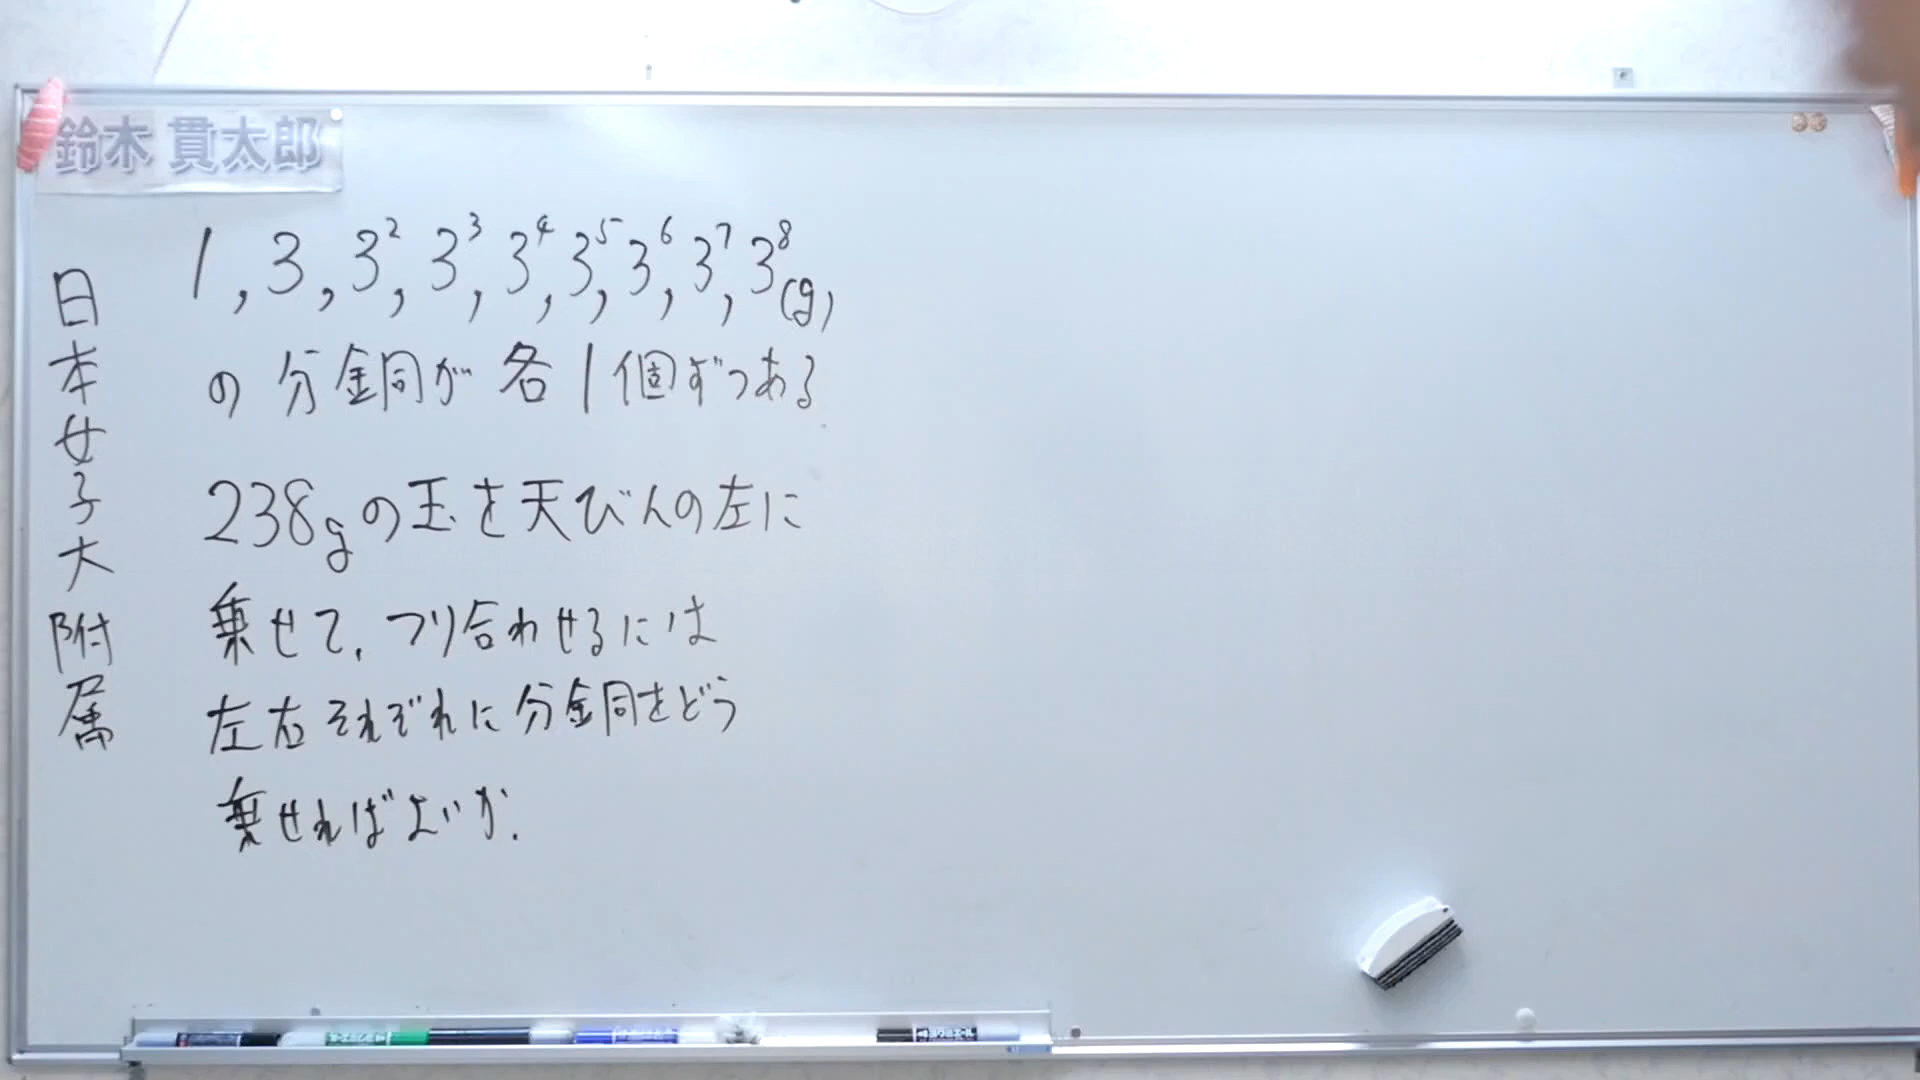 鈴木 貫太郎
日本女子大附属
1, 3, 3², 3³, 3⁴, 3⁵, 3⁶, 3⁷, 3⁸(g)
の分銅が各1個ずつある
238gの玉を天びんの左に
乗せて、つり合わせるには
左右それぞれに分銅をどう
乗せればよいか.